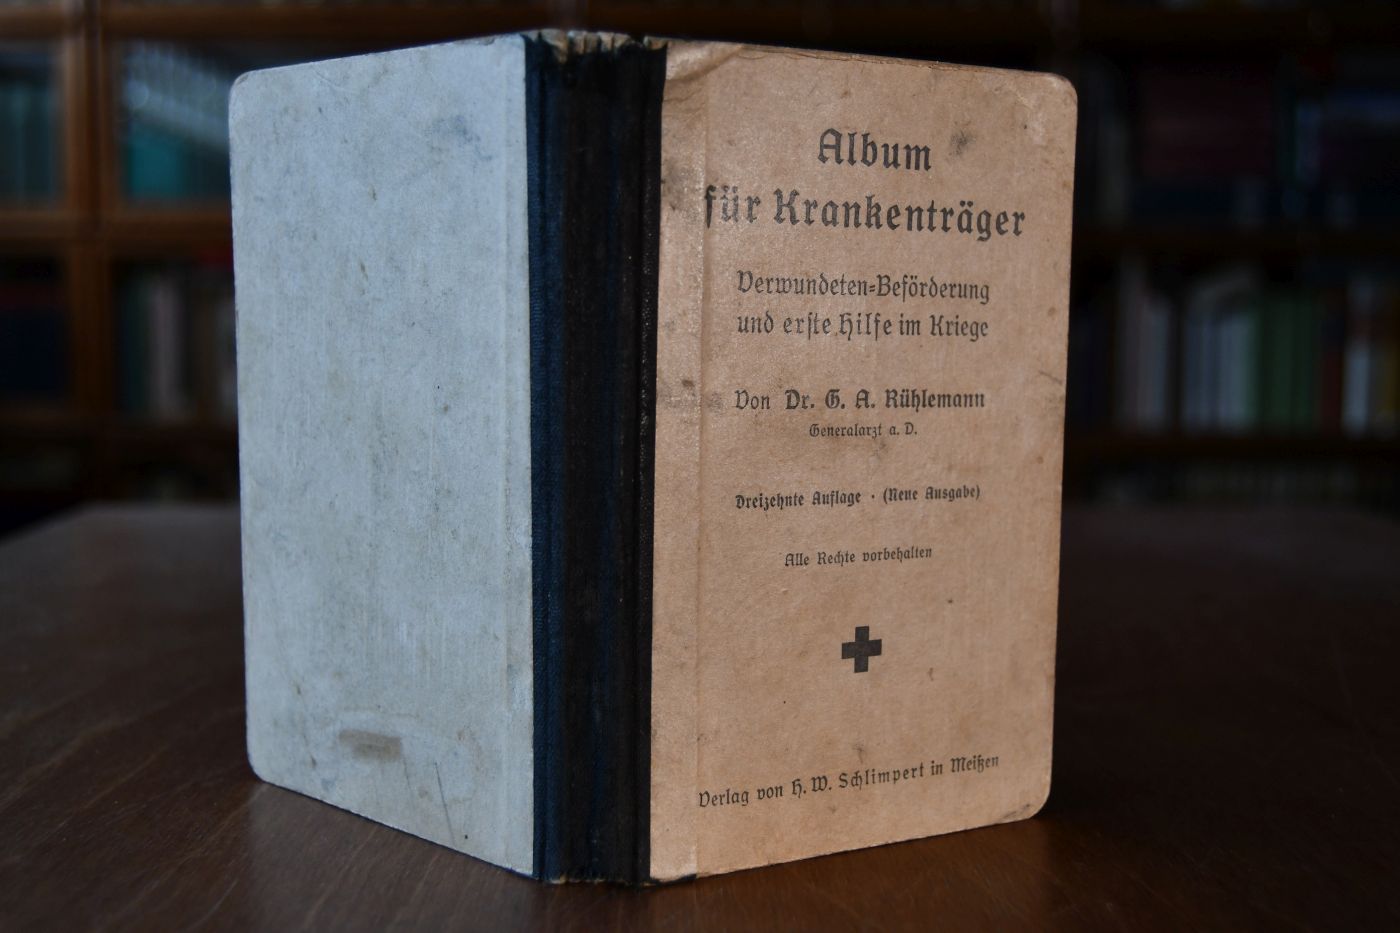 Album
für Krankenträger
Verwundeten=Beförderung
und erste Hilfe im Kriege
Von Dr. G. A. Rühlemann
Generalarzt a. D.
Dreizehnte Auflage · (Neue Ausgabe)
Alle Rechte vorbehalten
Verlag von H. W. Schlimpert in Meißen